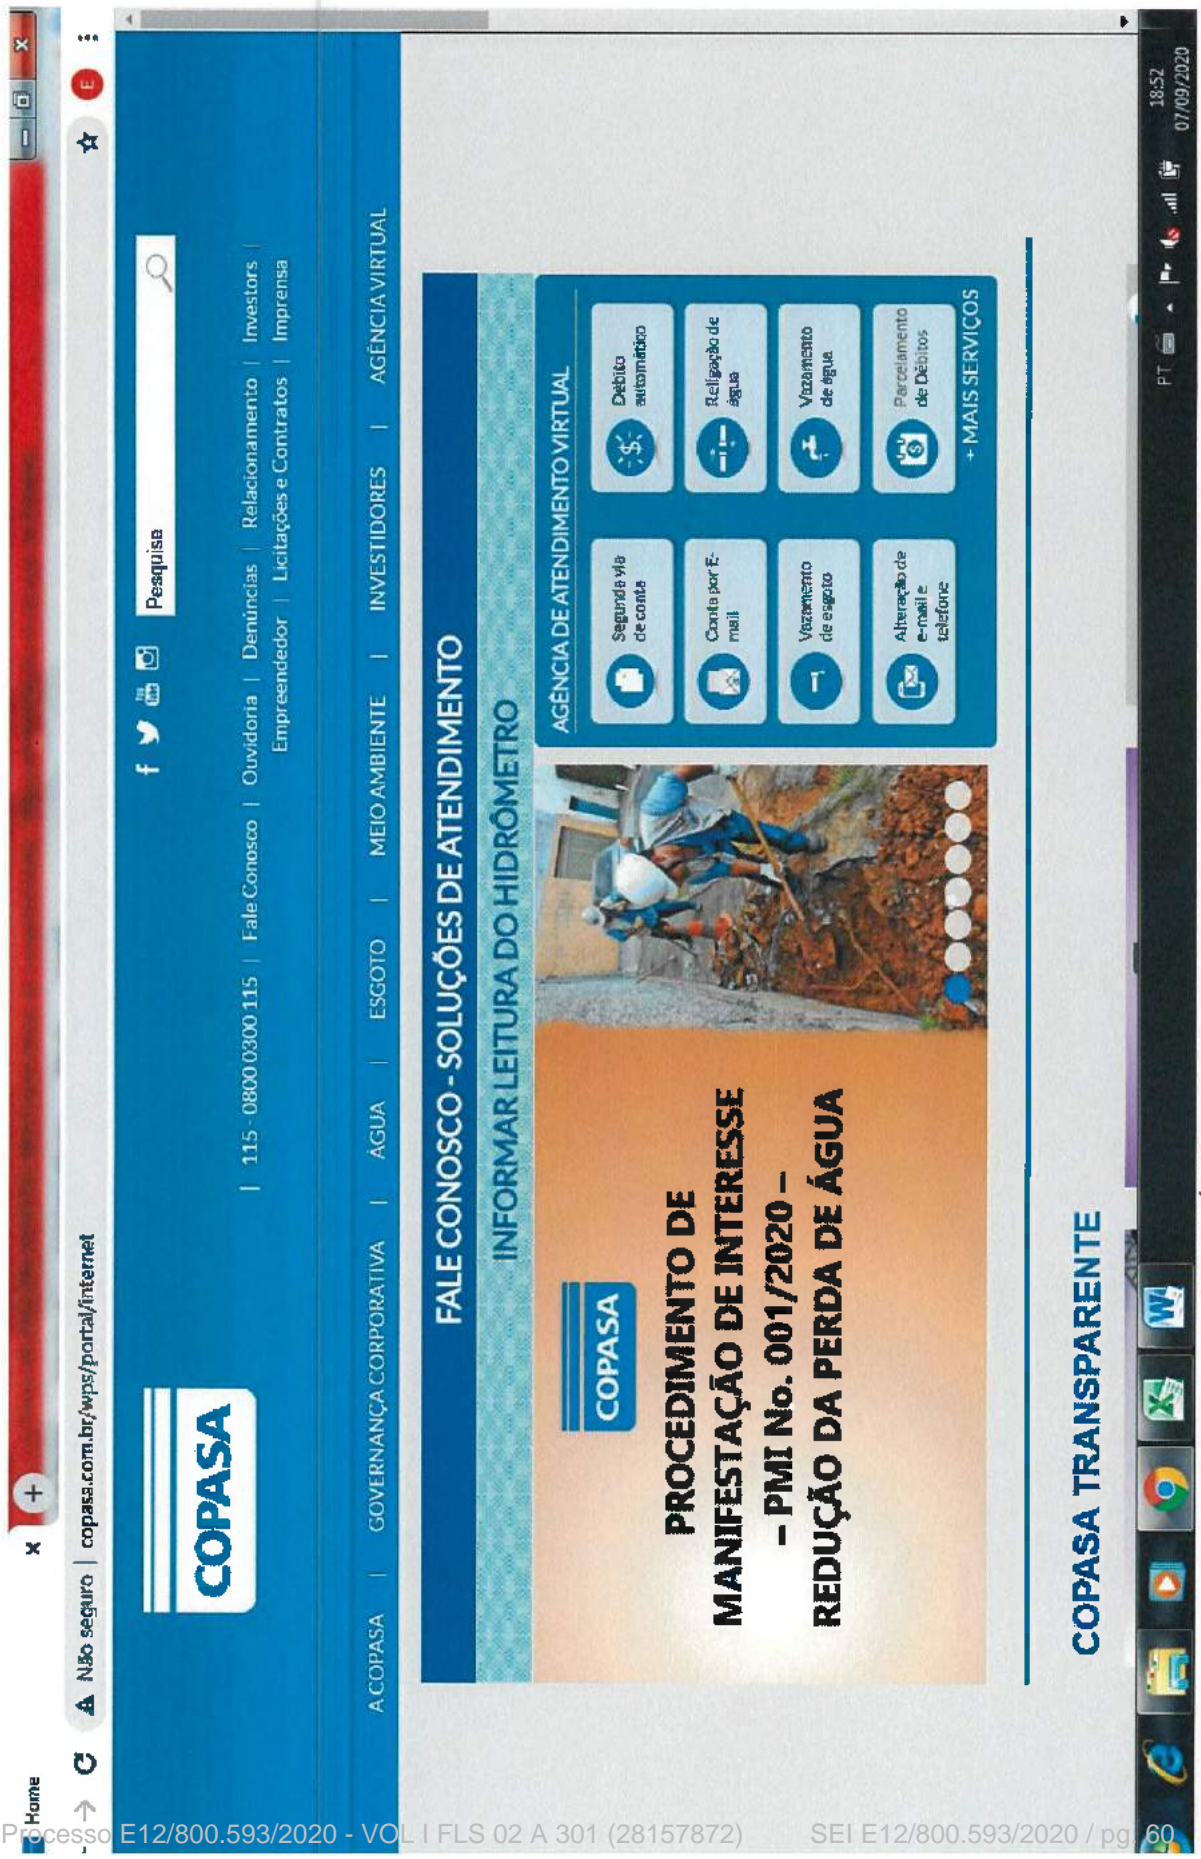 Home
Não seguro | copasa.com.br/wps/portal/internet
E
COPASA
Pesquise
| 115 - 0800 0300 115 | Fale Conosco | Ouvidoria | Denúncias | Relacionamento | Investors |
Empreendedor | Licitações e Contratos | Imprensa
A COPASA | GOVERNANÇA CORPORATIVA | ÁGUA | ESGOTO | MEIO AMBIENTE | INVESTIDORES | AGÊNCIA VIRTUAL
FALE CONOSCO - SOLUÇÕES DE ATENDIMENTO
INFORMAR LEITURA DO HIDRÔMETRO
COPASA
PROCEDIMENTO DE
MANIFESTAÇÃO DE INTERESSE
– PMI No. 001/2020 –
REDUÇÃO DA PERDA DE ÁGUA
AGÊNCIA DE ATENDIMENTO VIRTUAL
Segunda via
de conta
Débito
automático
Conta por E-
mail
Religação de
água
Vazamento
de esgoto
Vazamento
de água
Alteração de
e-mail e
telefone
Parcelamento
de Débitos
+ MAIS SERVIÇOS
COPASA TRANSPARENTE
PT
18:52
07/09/2020
Processo E12/800.593/2020 - VOL I FLS 02 A 301 (28157872) SEI E12/800.593/2020 / pg. 60